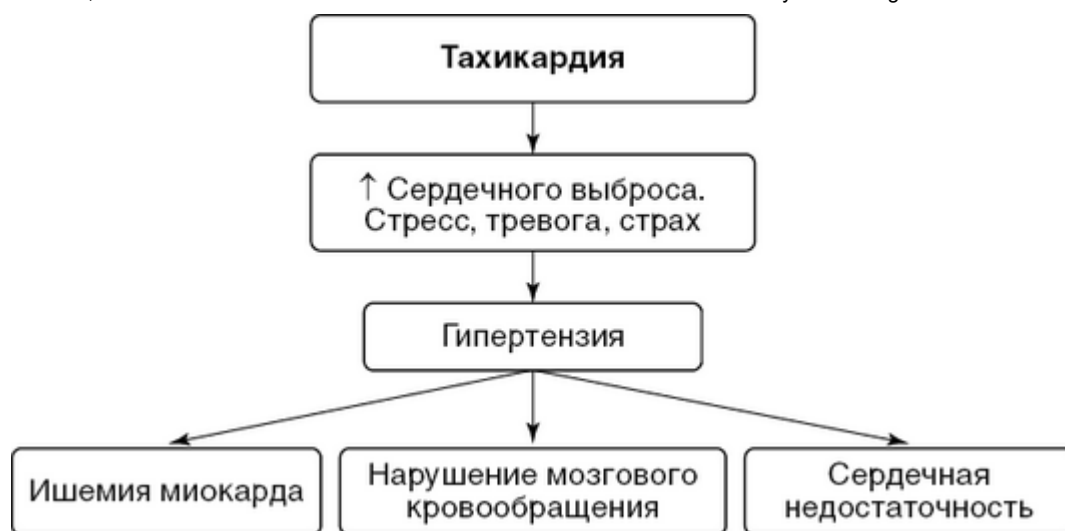 Тахикардия
↑ Сердечного выброса.
Стресс, тревога, страх
Гипертензия
Ишемия миокарда
Нарушение мозгового
кровообращения
Сердечная
недостаточность